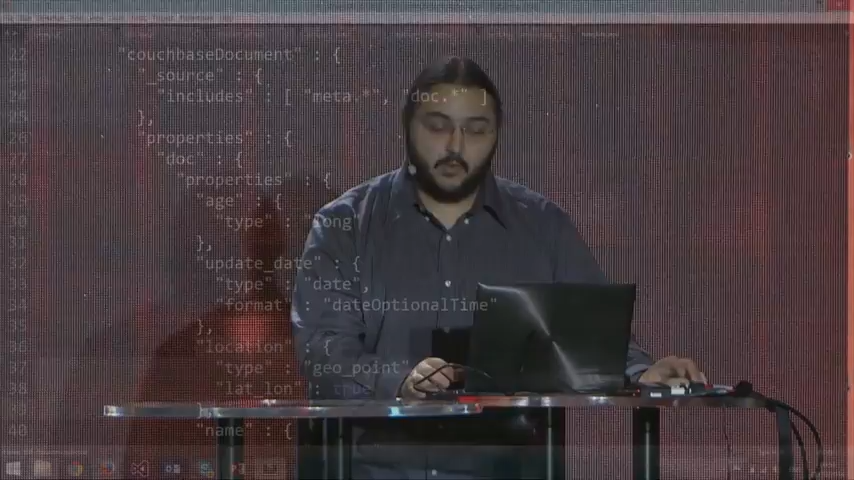 22 "couchbaseDocument" : {
23 "_source" : {
24 "includes" : [ "meta.*", "doc.*" ]
25 },
26 "properties" : {
27 "doc" : {
28 "properties" : {
29 "age" : {
30 "type" : "long"
31 },
32 "update_date" : {
33 "type" : "date",
34 "format" : "dateOptionalTime"
35 },
36 "location" : {
37 "type" : "geo_point"
38 "lat_lon" : true
40 "name" : {